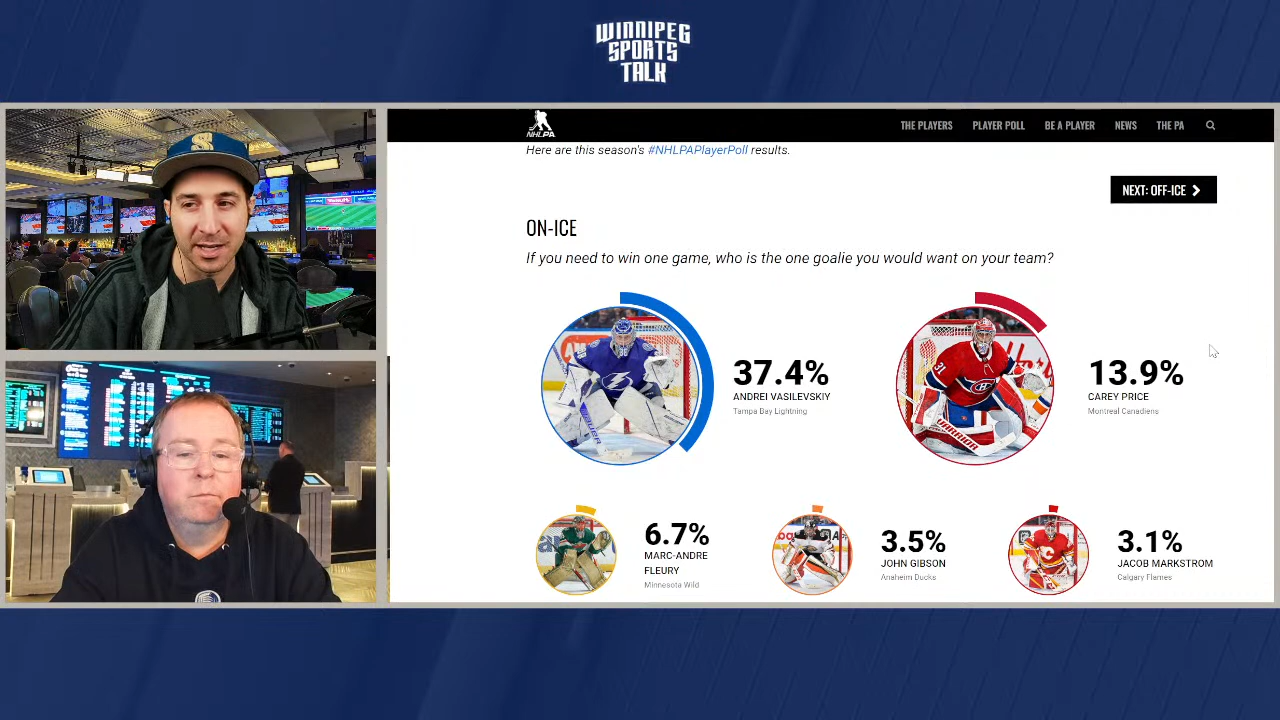 WINNIPEG
SPORTS
TALK
NHLPA
THE PLAYERS
PLAYER POLL
BE A PLAYER
NEWS
THE PA
Here are this season's #NHLPAPlayerPoll results.
NEXT: OFF-ICE
ON-ICE
If you need to win one game, who is the one goalie you would want on your team?
37.4%
ANDREI VASILEVSKIY
Tampa Bay Lightning
13.9%
CAREY PRICE
Montreal Canadiens
6.7%
MARC-ANDRE
FLEURY
Minnesota Wild
3.5%
JOHN GIBSON
Anaheim Ducks
3.1%
JACOB MARKSTROM
Calgary Flames
31
S